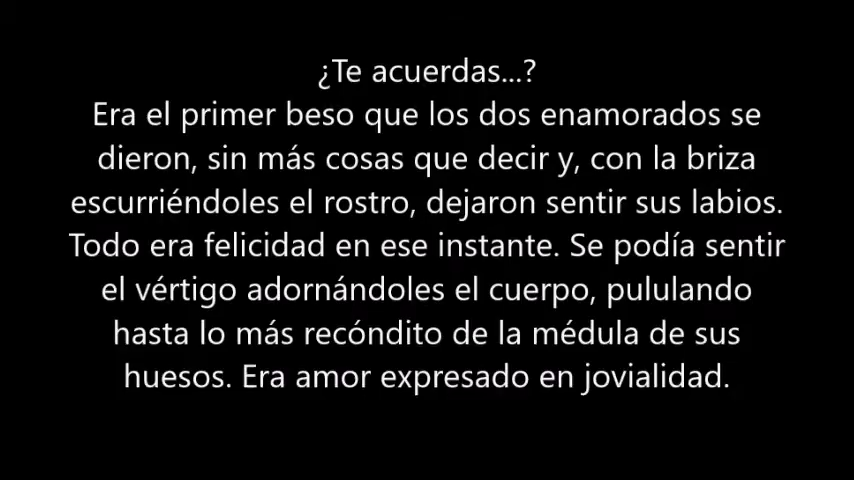 ¿Te acuerdas...?
Era el primer beso que los dos enamorados se
dieron, sin más cosas que decir y, con la briza
escurriéndoles el rostro, dejaron sentir sus labios.
Todo era felicidad en ese instante. Se podía sentir
el vértigo adornándoles el cuerpo, pululando
hasta lo más recóndito de la médula de sus
huesos. Era amor expresado en jovialidad.